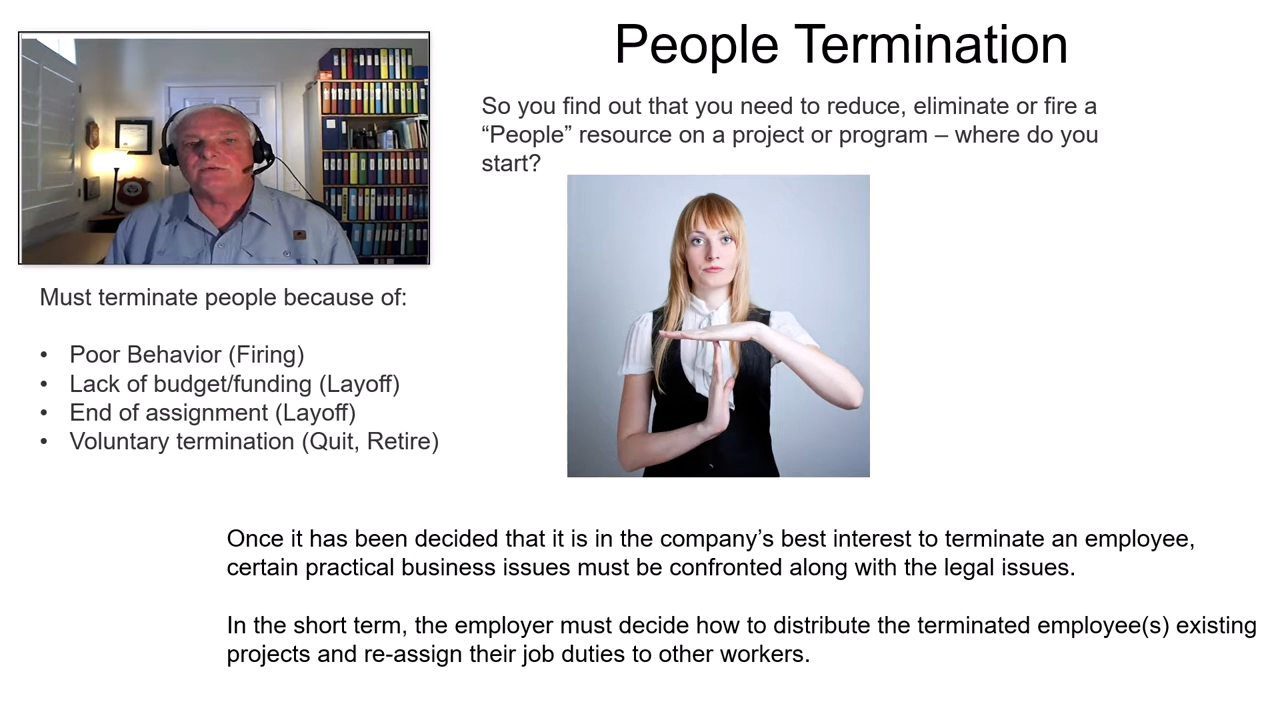 People Termination
So you find out that you need to reduce, eliminate or fire a
“People” resource on a project or program – where do you
start?
Must terminate people because of:
• Poor Behavior (Firing)
• Lack of budget/funding (Layoff)
• End of assignment (Layoff)
• Voluntary termination (Quit, Retire)
Once it has been decided that it is in the company’s best interest to terminate an employee,
certain practical business issues must be confronted along with the legal issues.
In the short term, the employer must decide how to distribute the terminated employee(s) existing
projects and re-assign their job duties to other workers.